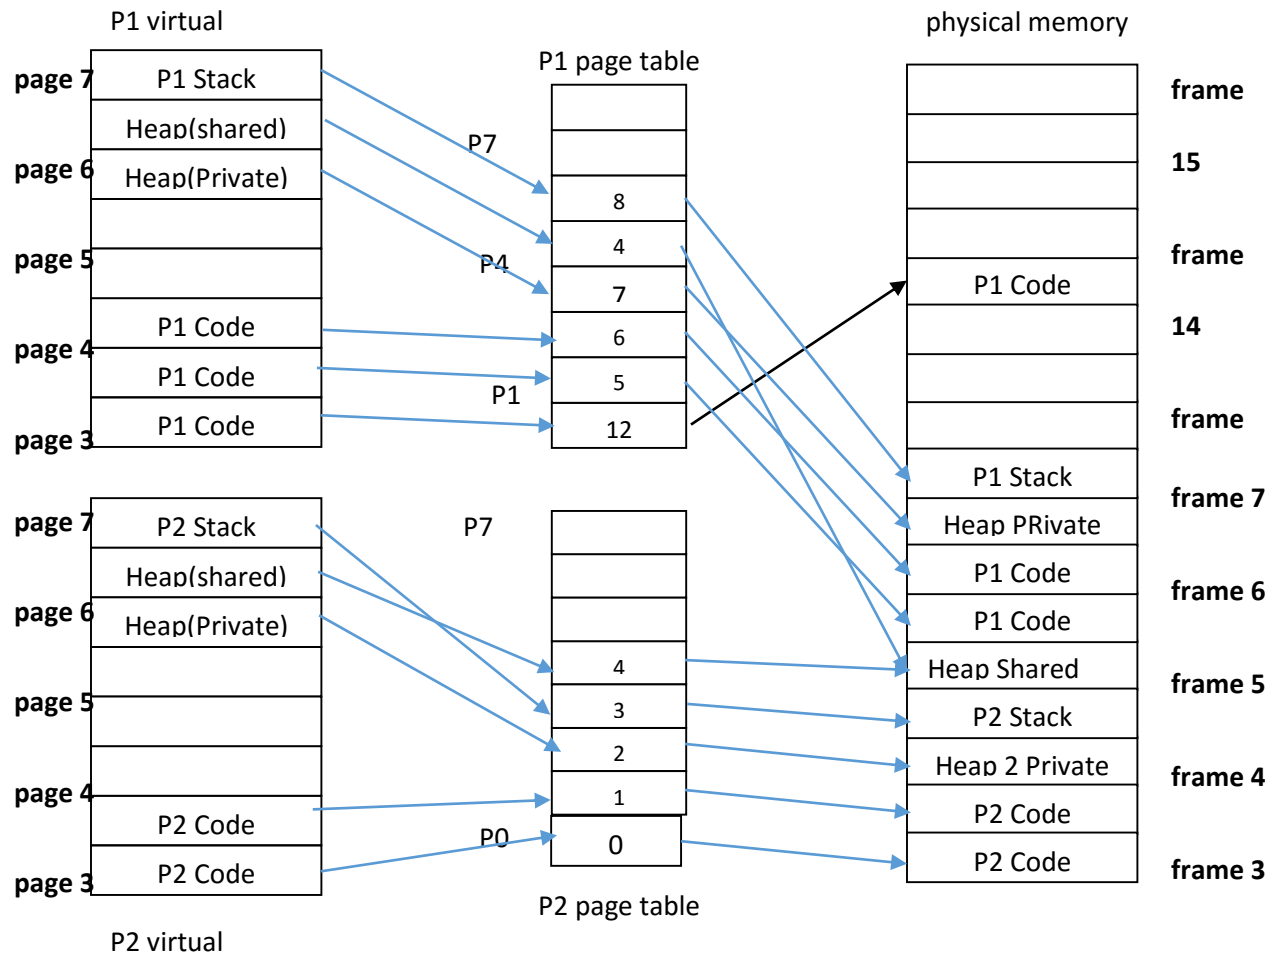 P1 virtual
physical memory
P1 page table
page 7
P1 Stack
Heap(shared)
page 6
Heap(Private)
page 5
P1 Code
page 4
P1 Code
page 3
P1 Code
P7
P4
P1
8
4
7
6
5
12
P1 Code
P1 Stack
Heap PRivate
P1 Code
P1 Code
Heap Shared
P2 Stack
Heap 2 Private
P2 Code
P2 Code
frame
15
frame
14
frame
frame 7
frame 6
frame 5
frame 4
frame 3
page 7
P2 Stack
Heap(shared)
page 6
Heap(Private)
page 5
page 4
P2 Code
page 3
P2 Code
P7
P0
4
3
2
1
0
P2 page table
P2 virtual